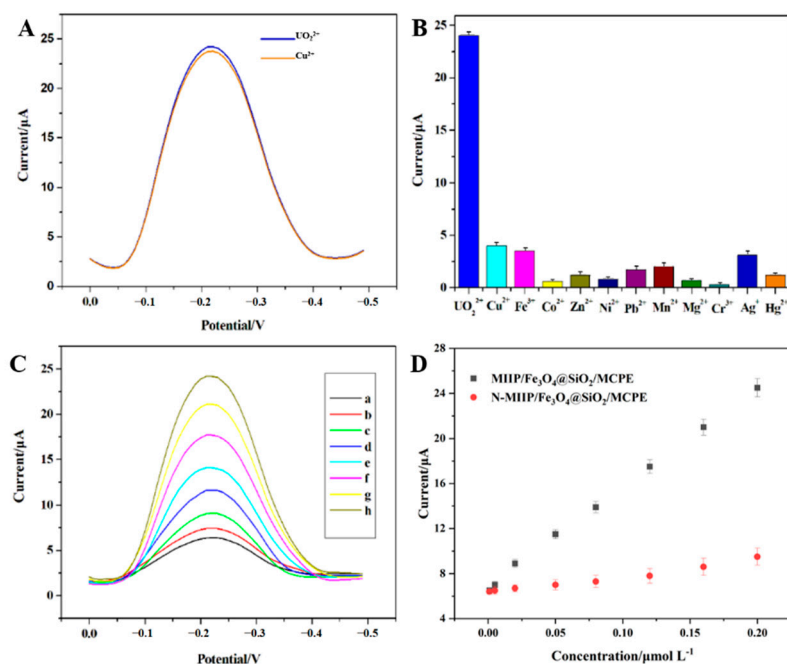 A
25
20
15
10
5
0
0.0 −0.1 −0.2 −0.3 −0.4 −0.5
Current/μA
Potential/V
UO₂²⁺
Cu²⁺
B
25
20
15
10
5
0
Current/μA
UO₂²⁺ Cu²⁺ Fe³⁺ Co²⁺ Zn²⁺ Ni²⁺ Pb²⁺ Mn²⁺ Mg²⁺ Cr³⁺ Ag⁺ Hg²⁺
C
25
20
15
10
5
0
0.0 −0.1 −0.2 −0.3 −0.4 −0.5
Current/μA
Potential/V
a
b
c
d
e
f
g
h
D
28
24
20
16
12
8
4
0.00 0.05 0.10 0.15 0.20
Current/μA
Concentration/μmol L⁻¹
MIIP/Fe₃O₄@SiO₂/MCPE
N-MIIP/Fe₃O₄@SiO₂/MCPE